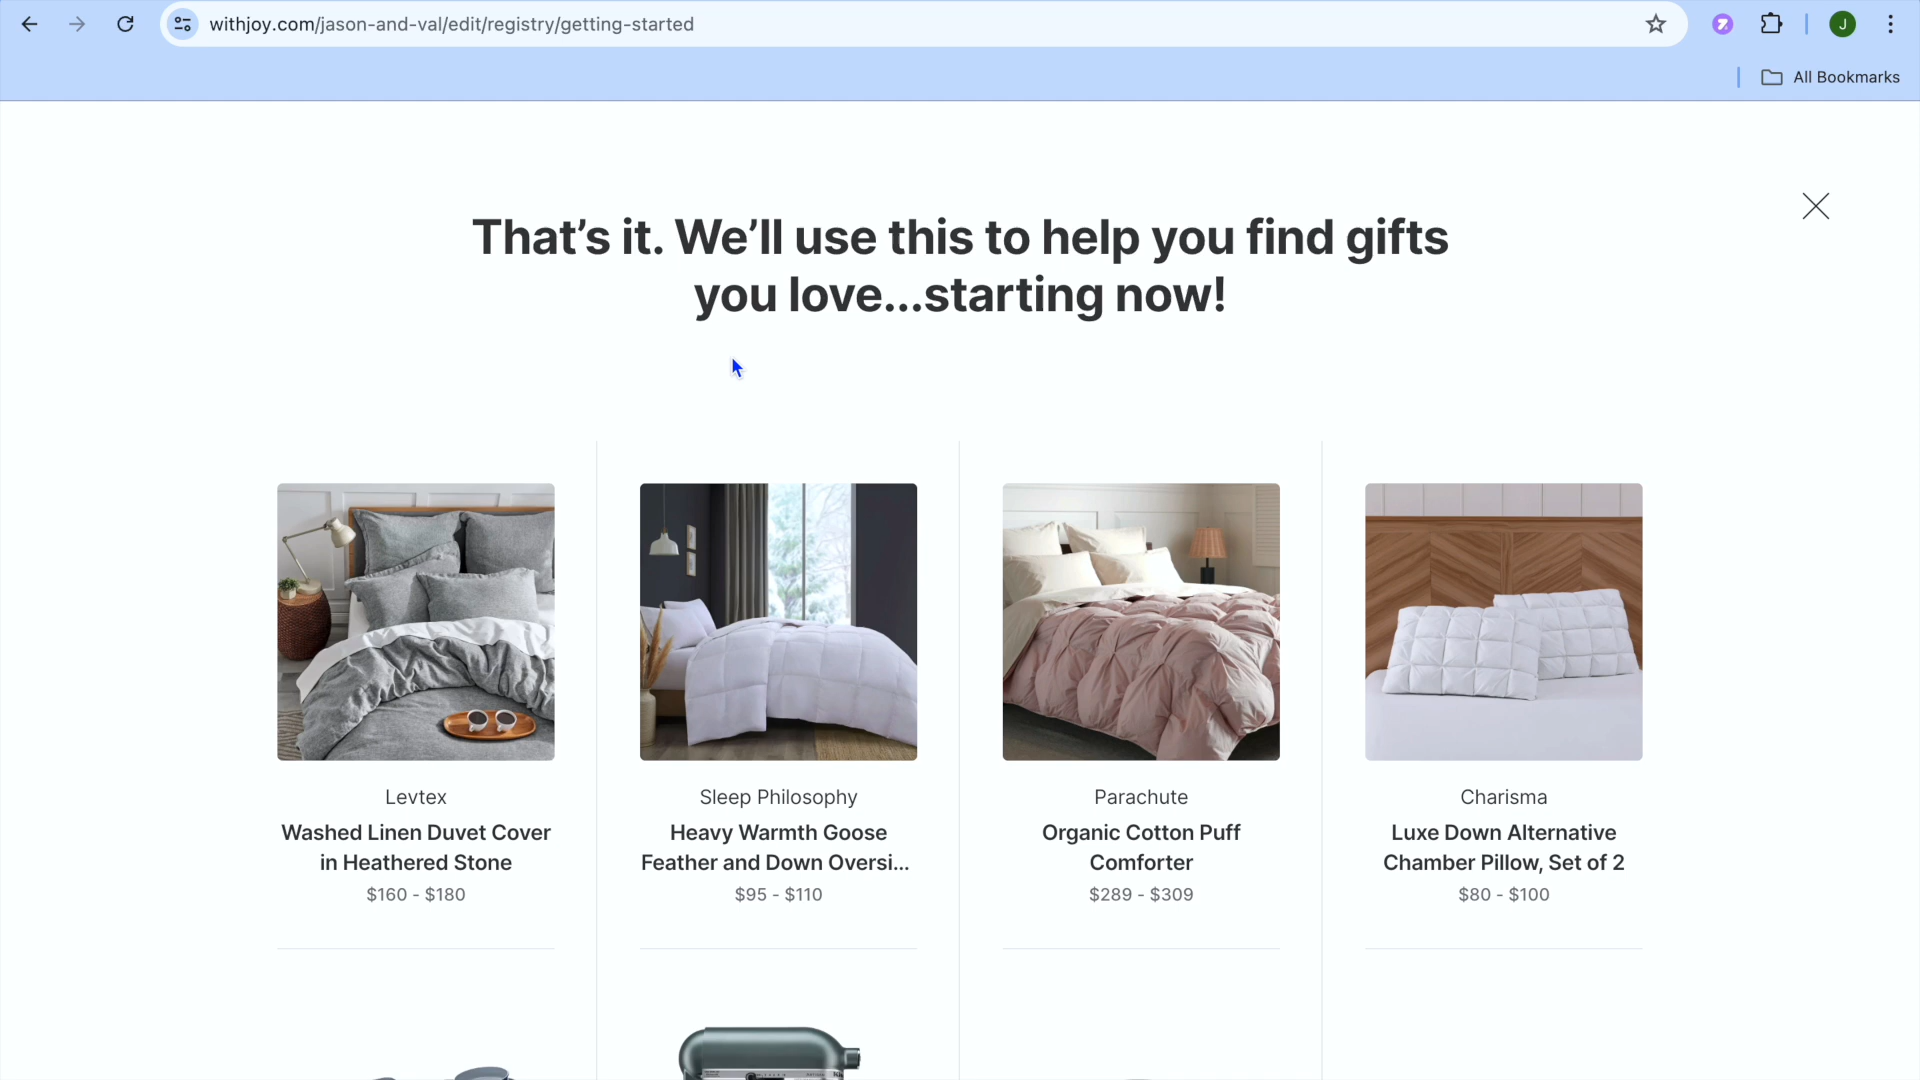 withjoy.com/jason-and-val/edit/registry/getting-started
J
All Bookmarks
That’s it. We’ll use this to help you find gifts
you love...starting now!
Levtex
Washed Linen Duvet Cover
in Heathered Stone
$160 - $180
Sleep Philosophy
Heavy Warmth Goose
Feather and Down Oversi...
$95 - $110
Parachute
Organic Cotton Puff
Comforter
$289 - $309
Charisma
Luxe Down Alternative
Chamber Pillow, Set of 2
$80 - $100